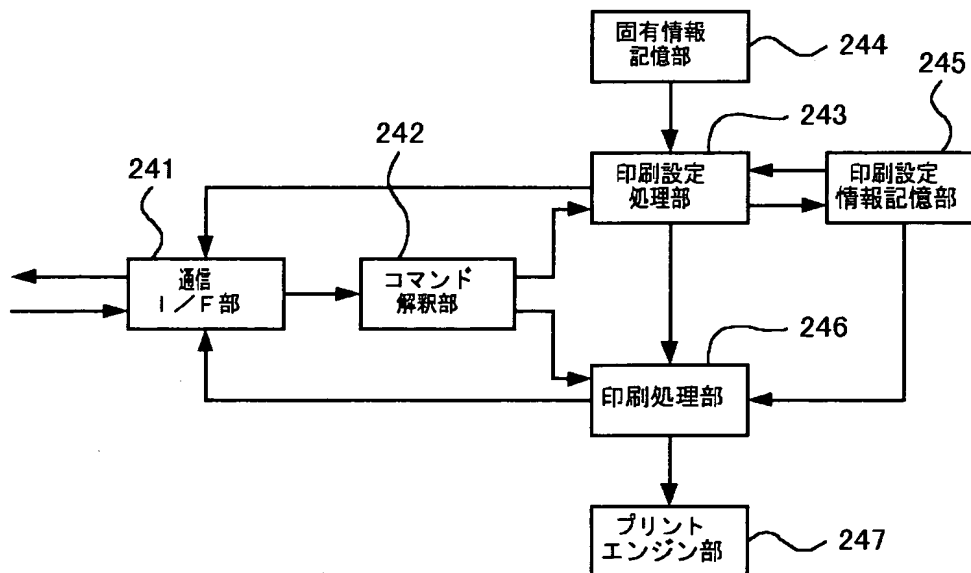 固有情報
記憶部
244
245
243
242
241
印刷設定
処理部
印刷設定
情報記憶部
通信
I/F部
コマンド
解釈部
246
印刷処理部
プリント
エンジン部
247